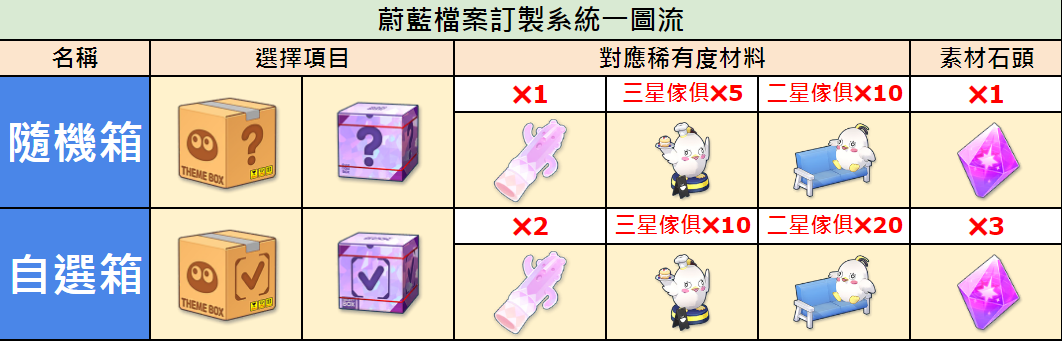 蔚藍檔案訂製系統一圖流
名稱 選擇項目 對應稀有度材料 素材石頭
×1 三星傢俱×5 二星傢俱×10 ×1
隨機箱
? ?
THEME BOX
×2 三星傢俱×10 二星傢俱×20 ×3
自選箱
THEME BOX